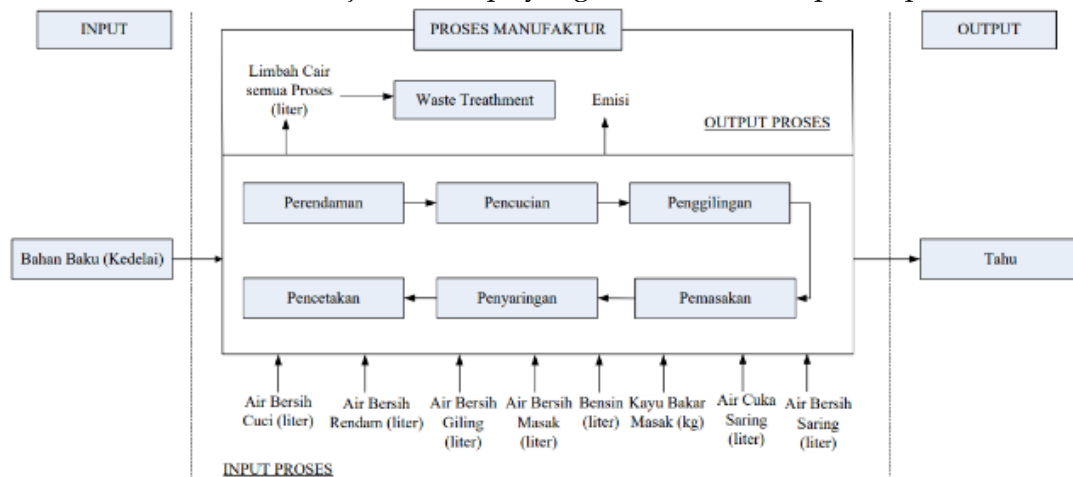 INPUT
PROSES MANUFAKTUR
OUTPUT
Limbah Cair
semua Proses
(liter)
Waste Treathment
Emisi
OUTPUT PROSES
Perendaman
Pencucian
Penggilingan
Bahan Baku (Kedelai)
Tahu
Pencetakan
Penyaringan
Pemasakan
Air Bersih
Cuci (liter)
Air Bersih
Rendam (liter)
Air Bersih
Giling
(liter)
Air Bersih
Masak
(liter)
Bensin
(liter)
Kayu Bakar
Masak (kg)
Air Cuka
Saring
(liter)
Air Bersih
Saring
(liter)
INPUT PROSES